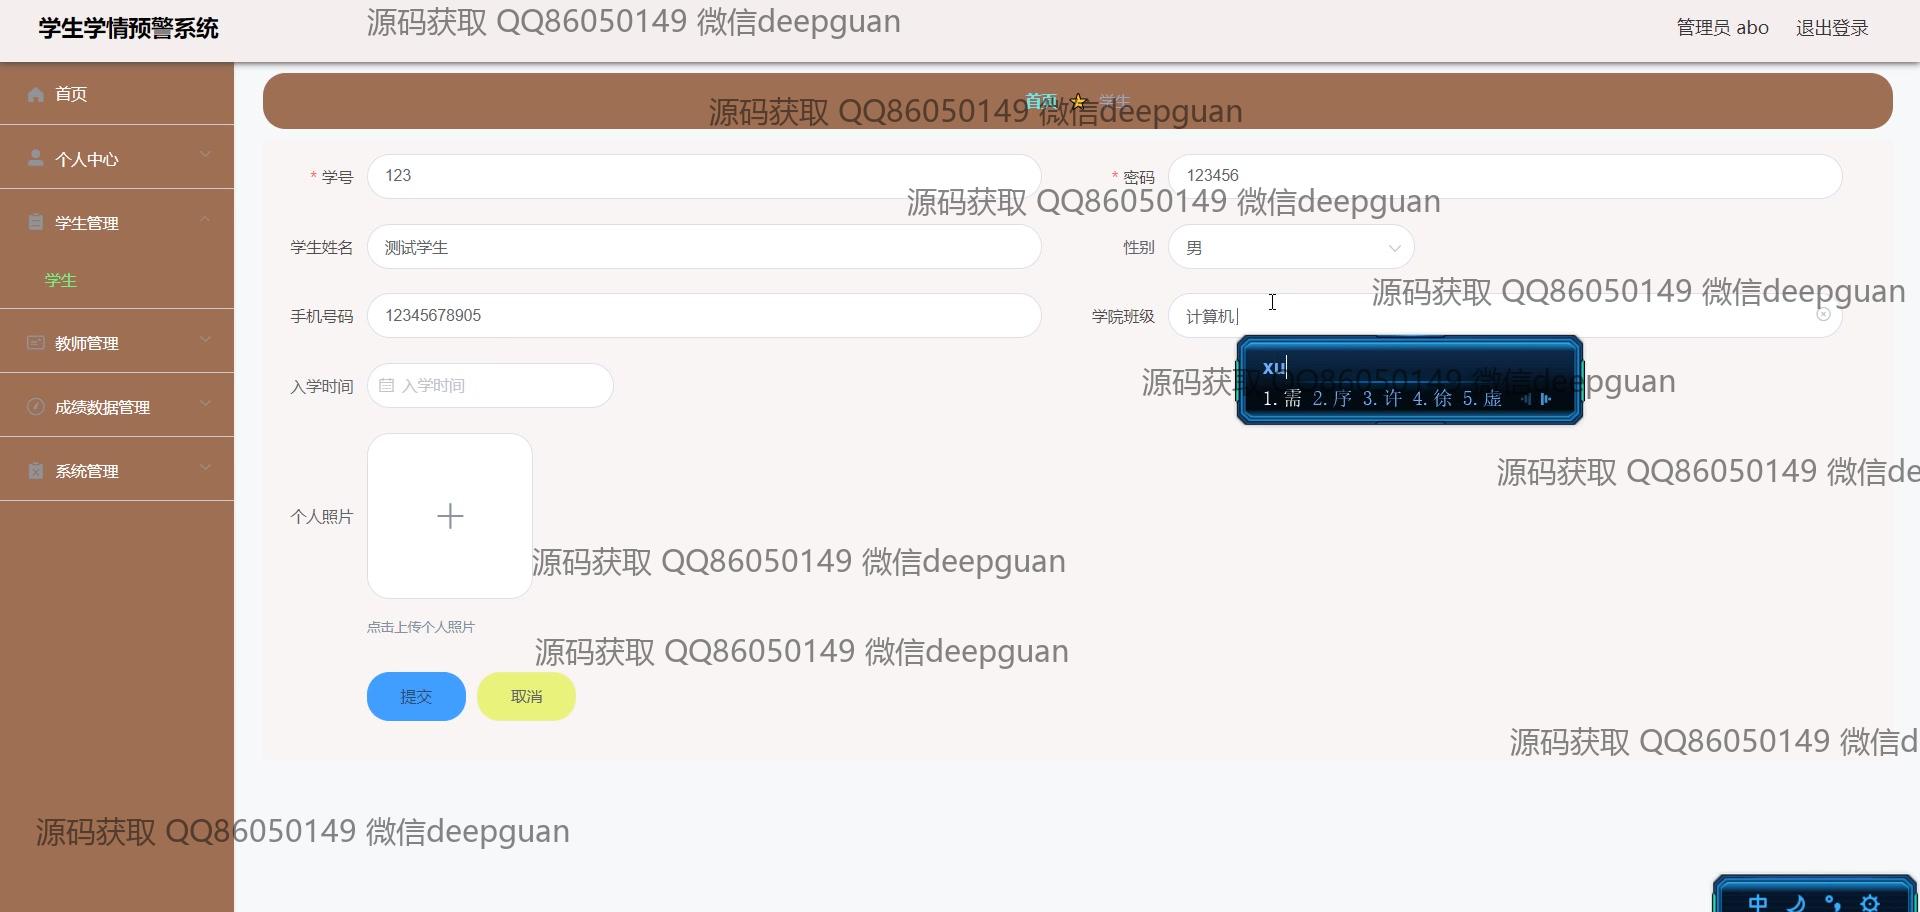 学生学情预警系统
源码获取 QQ86050149 微信deepguan
管理员 abo
退出登录
首页
首页
学生
源码获取 QQ86050149 微信deepguan
个人中心
* 学号
123
* 密码
123456
源码获取 QQ86050149 微信deepguan
学生管理
学生姓名
测试学生
性别
男
学生
源码获取 QQ86050149 微信deepguan
手机号码
12345678905
学院班级
计算机
教师管理
xu
入学时间
入学时间
源码获取 QQ86050149 微信deepguan
1.需 2.序 3.许 4.徐 5.虚
成绩数据管理
系统管理
源码获取 QQ86050149 微信de
个人照片
源码获取 QQ86050149 微信deepguan
点击上传个人照片
源码获取 QQ86050149 微信deepguan
提交
取消
源码获取 QQ86050149 微信d
源码获取 QQ86050149 微信deepguan
中